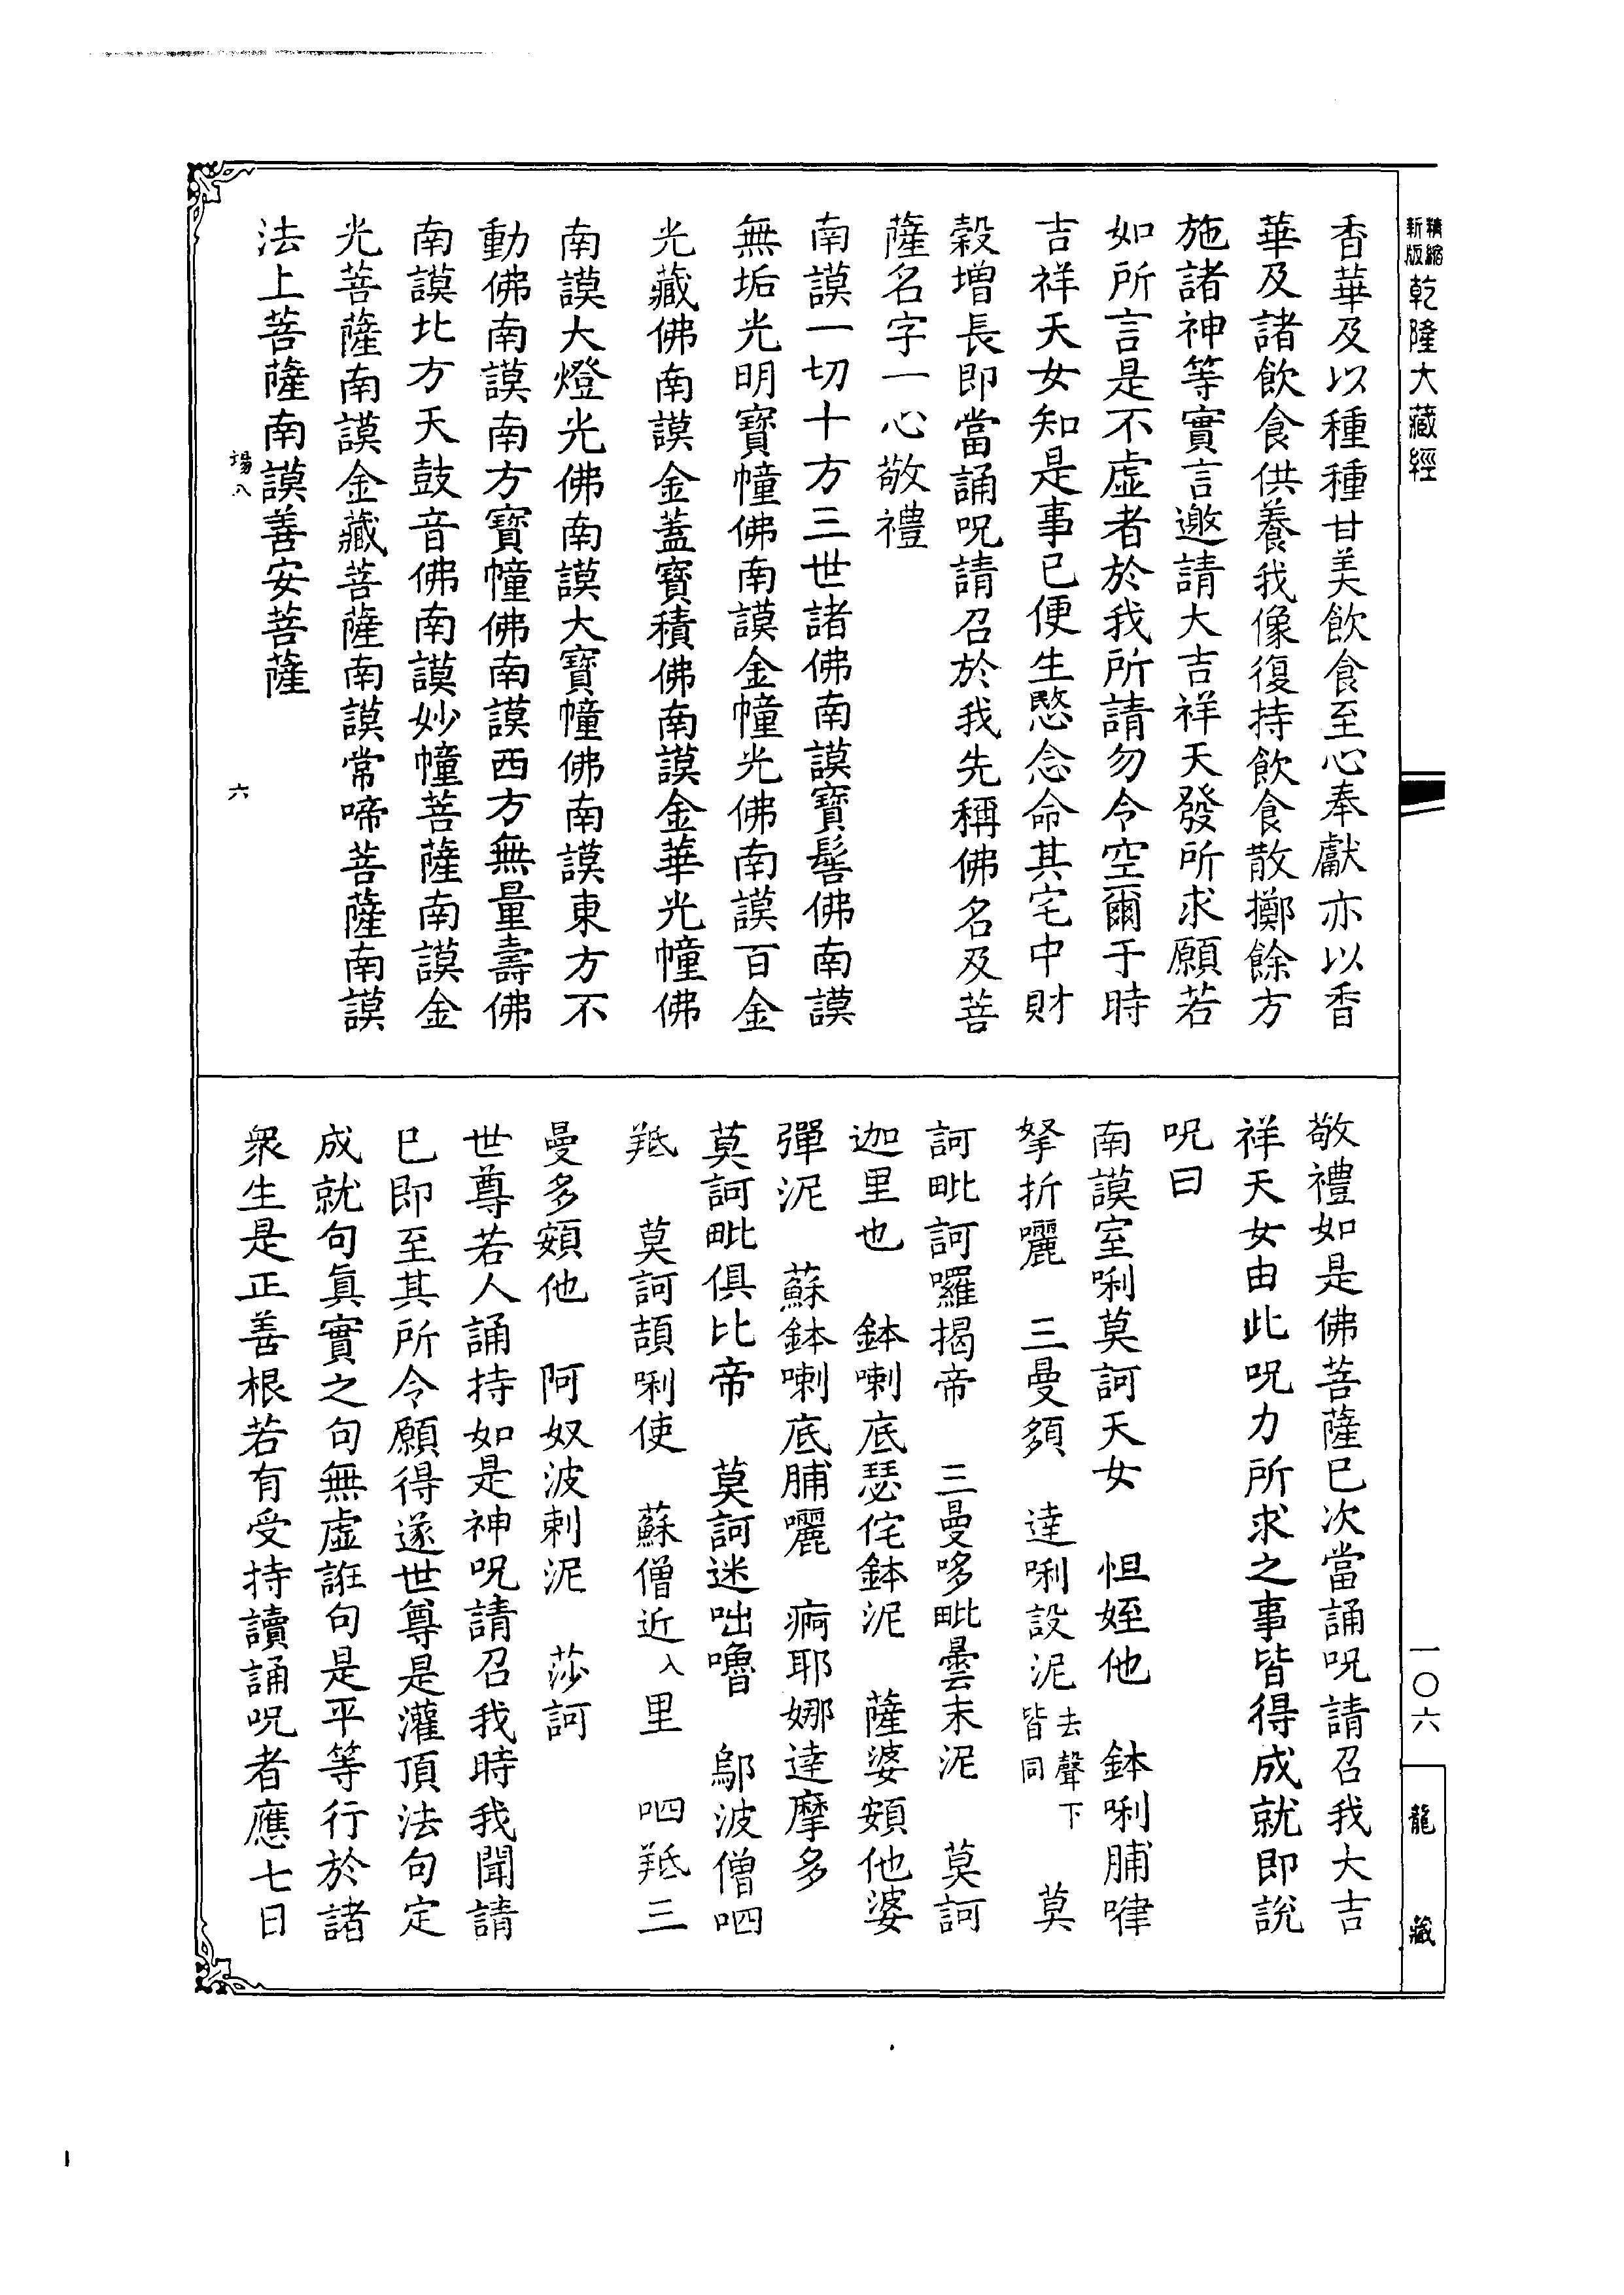 精縮新版乾隆大藏經
一〇六
龍藏
香華及以種種甘美飲食至心奉獻亦以香
華及諸飲食供養我像復持飲食散擲餘方
施諸神等實言邀請大吉祥天發所求願若
如所言是不虛者於我所請勿令空爾于時
吉祥天女知是事已便生愍念命其宅中財
穀增長即當誦呪請召於我先稱佛名及菩
薩名字一心敬禮
南謨一切十方三世諸佛南謨寶髻佛南謨
無垢光明寶幢佛南謨金幢光佛南謨百金
光藏佛南謨金蓋寶積佛南謨金華光幢佛
南謨大燈光佛南謨大寶幢佛南謨東方不
動佛南謨南方寶幢佛南謨西方無量壽佛
南謨北方天鼓音佛南謨妙幢菩薩南謨金
光菩薩南謨金藏菩薩南謨常啼菩薩南謨
法上菩薩南謨善安菩薩
場八 六
敬禮如是佛菩薩已次當誦呪請召我大吉
祥天女由此呪力所求之事皆得成就即說
呪曰
南謨室唎莫訶天女 怛姪他 鉢唎脯㘑
拏折囇 三曼䫂 達唎設泥去聲下皆同 莫
訶毗訶囉揭帝 三曼哆毗曇末泥 莫訶
迦里也 鉢喇底瑟侘鉢泥 薩婆頞他婆
彈泥 蘇鉢喇底脯囇 痾耶娜達摩多
莫訶毗俱比帝 莫訶迷咄嚕 鄔波僧呬
羝 莫訶頡唎使 蘇僧近入里 呬羝三
曼多頞他 阿奴波剌泥 莎訶
世尊若人誦持如是神呪請召我時我聞請
已即至其所令願得遂世尊是灌頂法句定
成就句真實之句無虛誑句是平等行於諸
衆生是正善根若有受持讀誦呪者應七日